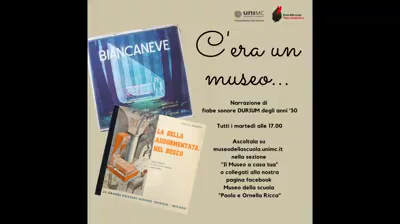 unimc
C'era un
museo...
BIANCANEVE
Narrazione di
fiabe sonore DURIUM degli anni '30
Tutti i martedì alle 17.00
LA BELLA
ADDORMENTATA
NEL BOSCO
Ascoltala su
museodellascuola.unimc.it
nella sezione
"Il Museo a casa tua"
o collegati alla nostra
pagina facebook
Museo della scuola
"Paolo e Ornella Ricca"